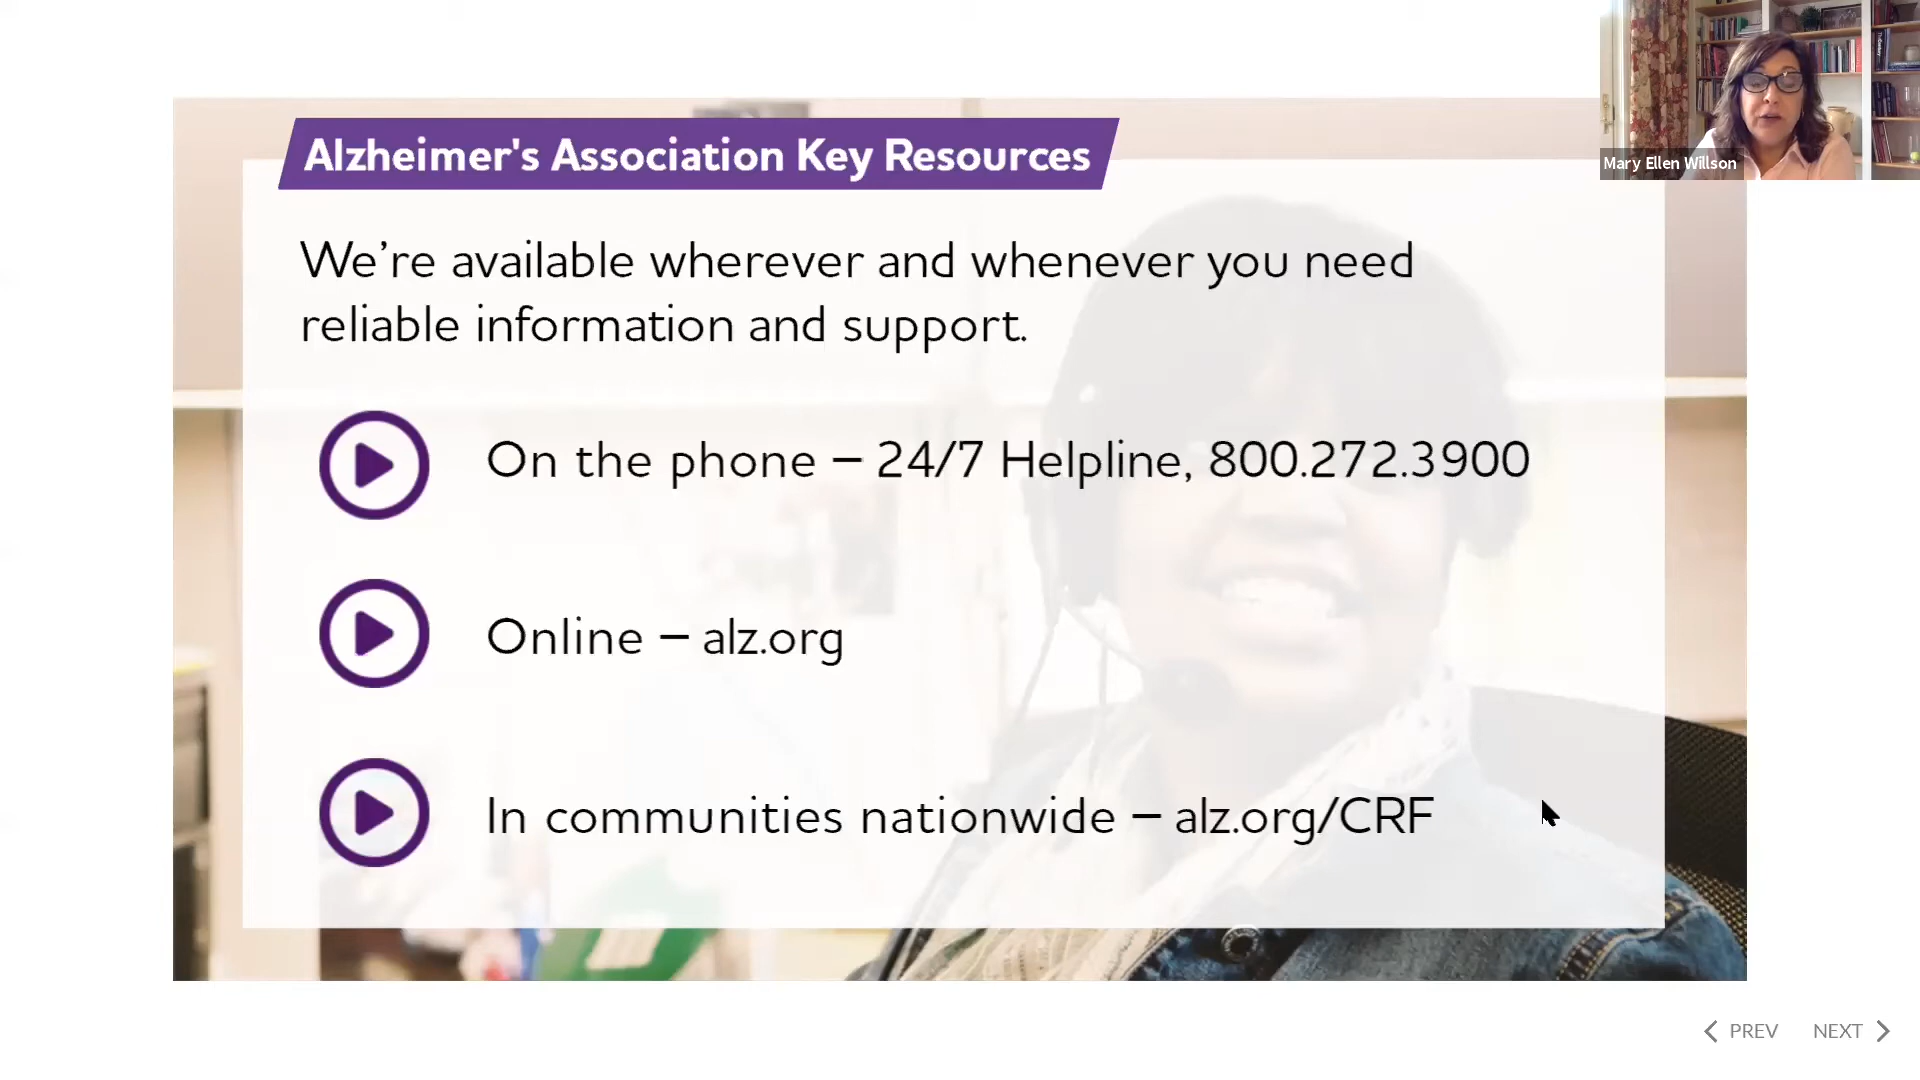 Alzheimer's Association Key Resources
Mary Ellen Willson
We’re available wherever and whenever you need
reliable information and support.
On the phone – 24/7 Helpline, 800.272.3900
Online – alz.org
In communities nationwide – alz.org/CRF
PREV NEXT